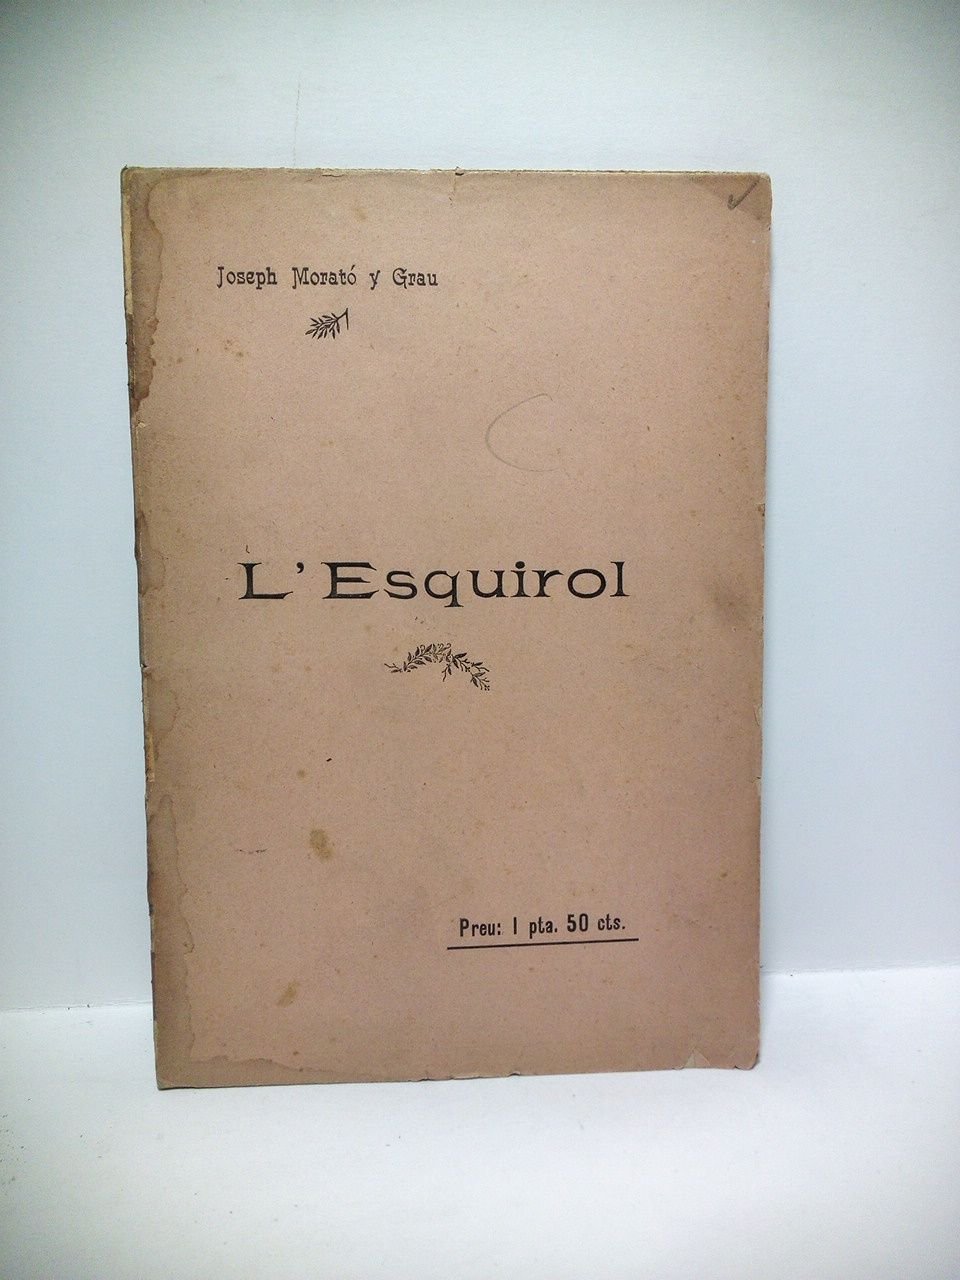 Joseph Morató y Grau
L'Esquirol
Preu: 1 pta. 50 cts.